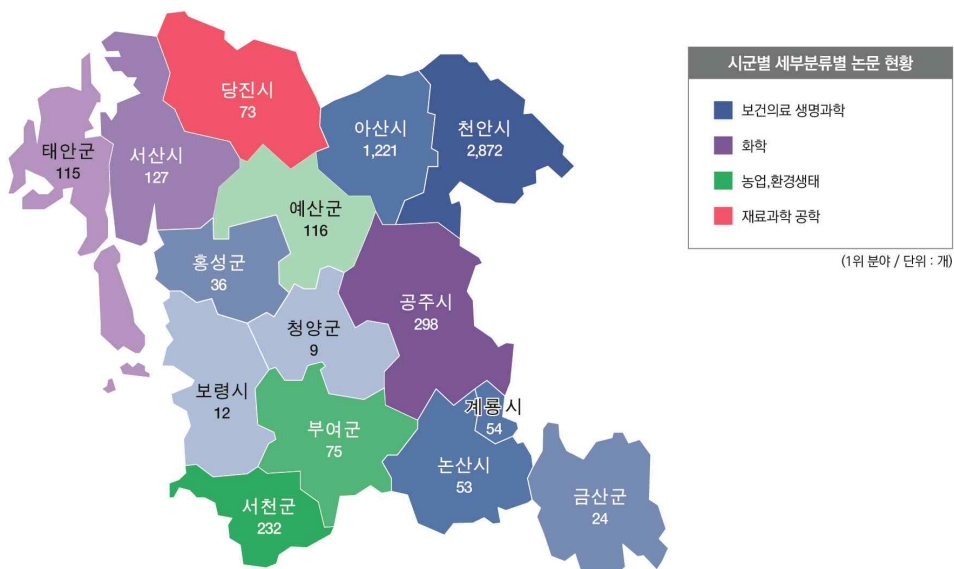 시군별 세부분류별 논문 현황
보건의료 생명과학
화학
농업,환경생태
재료과학 공학
(1위 분야 / 단위 : 개)
당진시
73
아산시
1,221
천안시
2,872
태안군
115
서산시
127
예산군
116
홍성군
36
공주시
298
청양군
9
보령시
12
계룡시
54
부여군
75
논산시
53
서천군
232
금산군
24